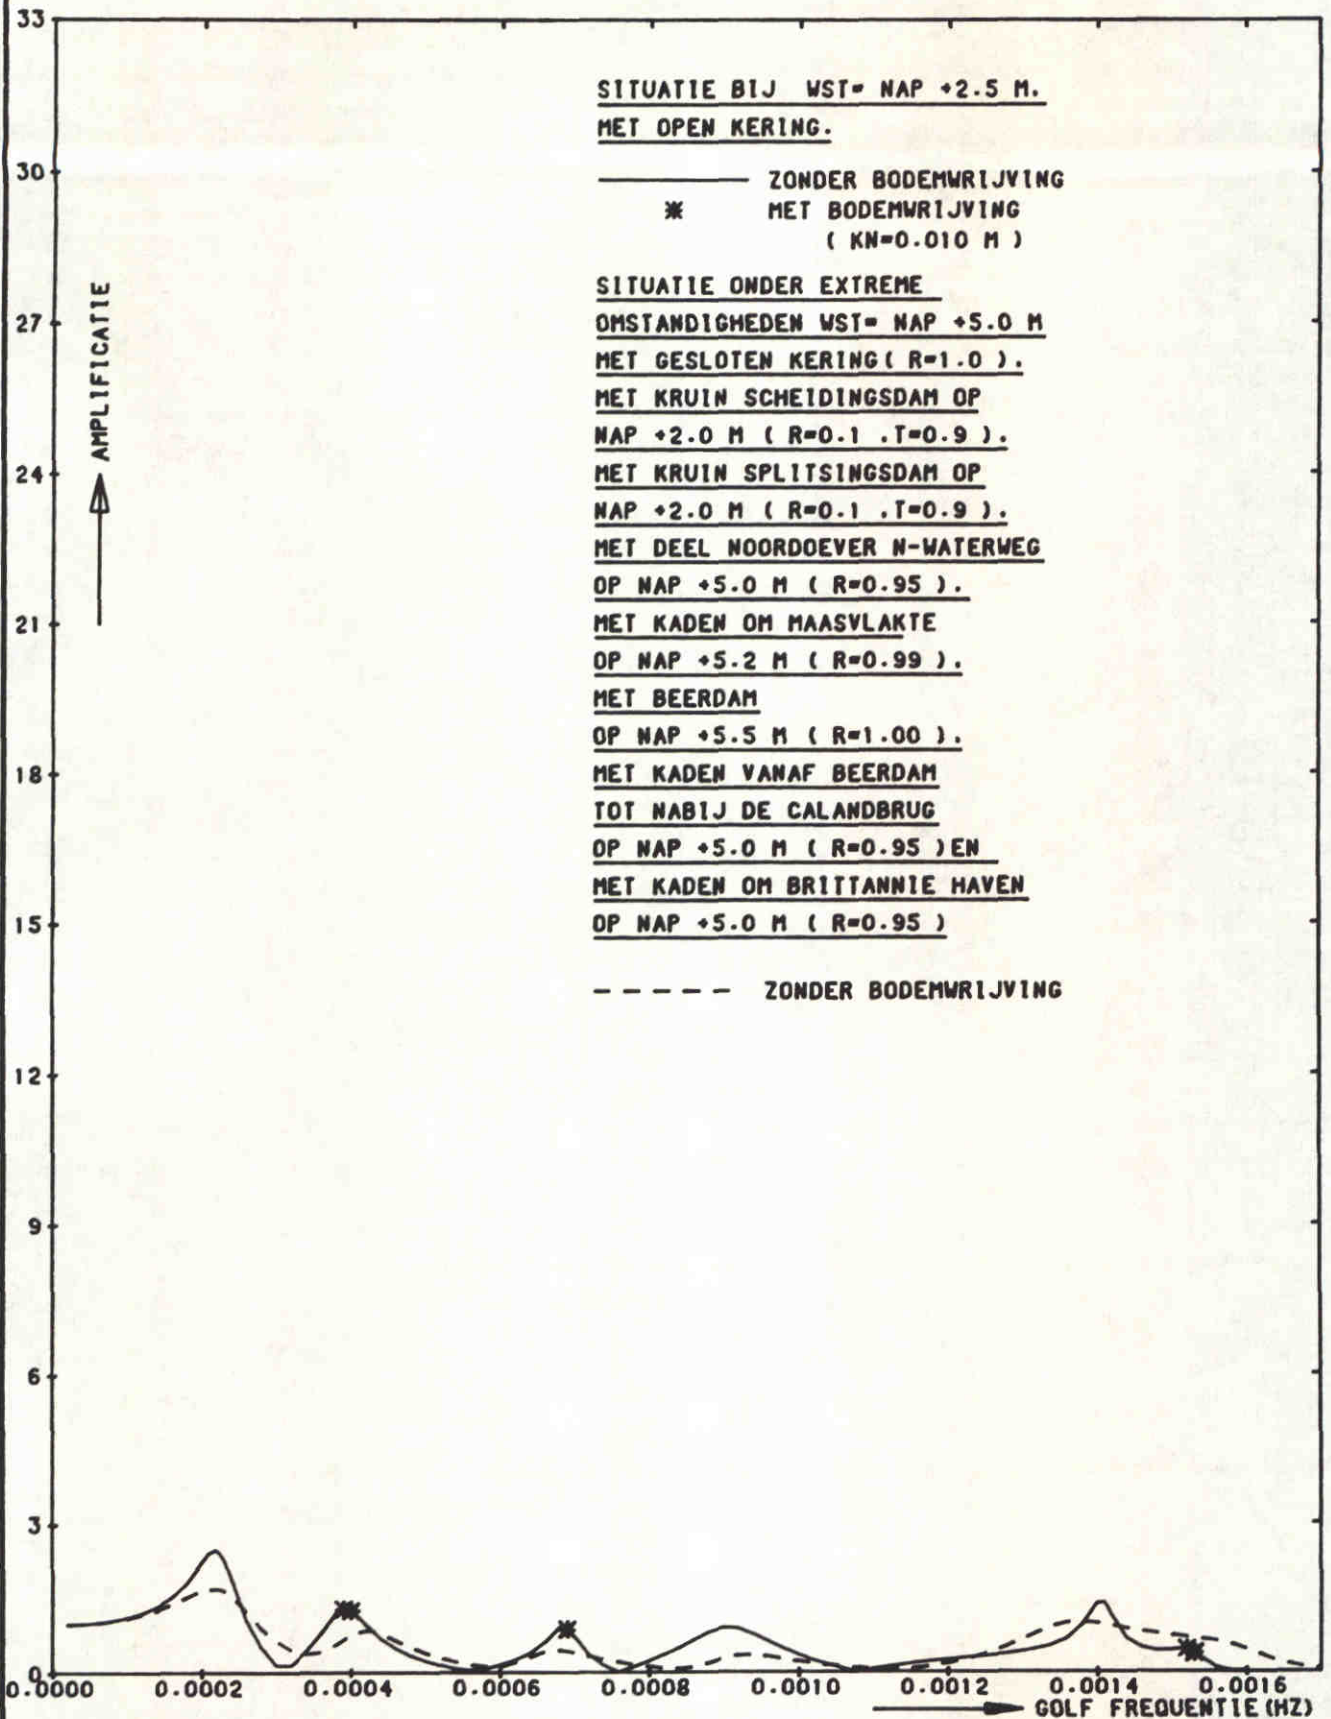 33
30
27
24
21
18
15
12
9
6
3
0
AMPLIFICATIE
SITUATIE BIJ WST= NAP +2.5 M.
MET OPEN KERING.
ZONDER BODEMWRIJVING
* MET BODEMWRIJVING
( KN=0.010 M )
SITUATIE ONDER EXTREME
OMSTANDIGHEDEN WST= NAP +5.0 M
MET GESLOTEN KERING( R=1.0 ).
MET KRUIN SCHEIDINGSDAM OP
NAP +2.0 M ( R=0.1 .T=0.9 ).
MET KRUIN SPLITSINGSDAM OP
NAP +2.0 M ( R=0.1 .T=0.9 ).
MET DEEL NOORDOEVER N-WATERWEG
OP NAP +5.0 M ( R=0.95 ).
MET KADEN OM MAASVLAKTE
OP NAP +5.2 M ( R=0.99 ).
MET BEERDAM
OP NAP +5.5 M ( R=1.00 ).
MET KADEN VANAF BEERDAM
TOT NABIJ DE CALANDBRUG
OP NAP +5.0 M ( R=0.95 )EN
MET KADEN OM BRITTANNIE HAVEN
OP NAP +5.0 M ( R=0.95 )
ZONDER BODEMWRIJVING
0.0000 0.0002 0.0004 0.0006 0.0008 0.0010 0.0012 0.0014 0.0016
GOLF FREQUENTIE(HZ)